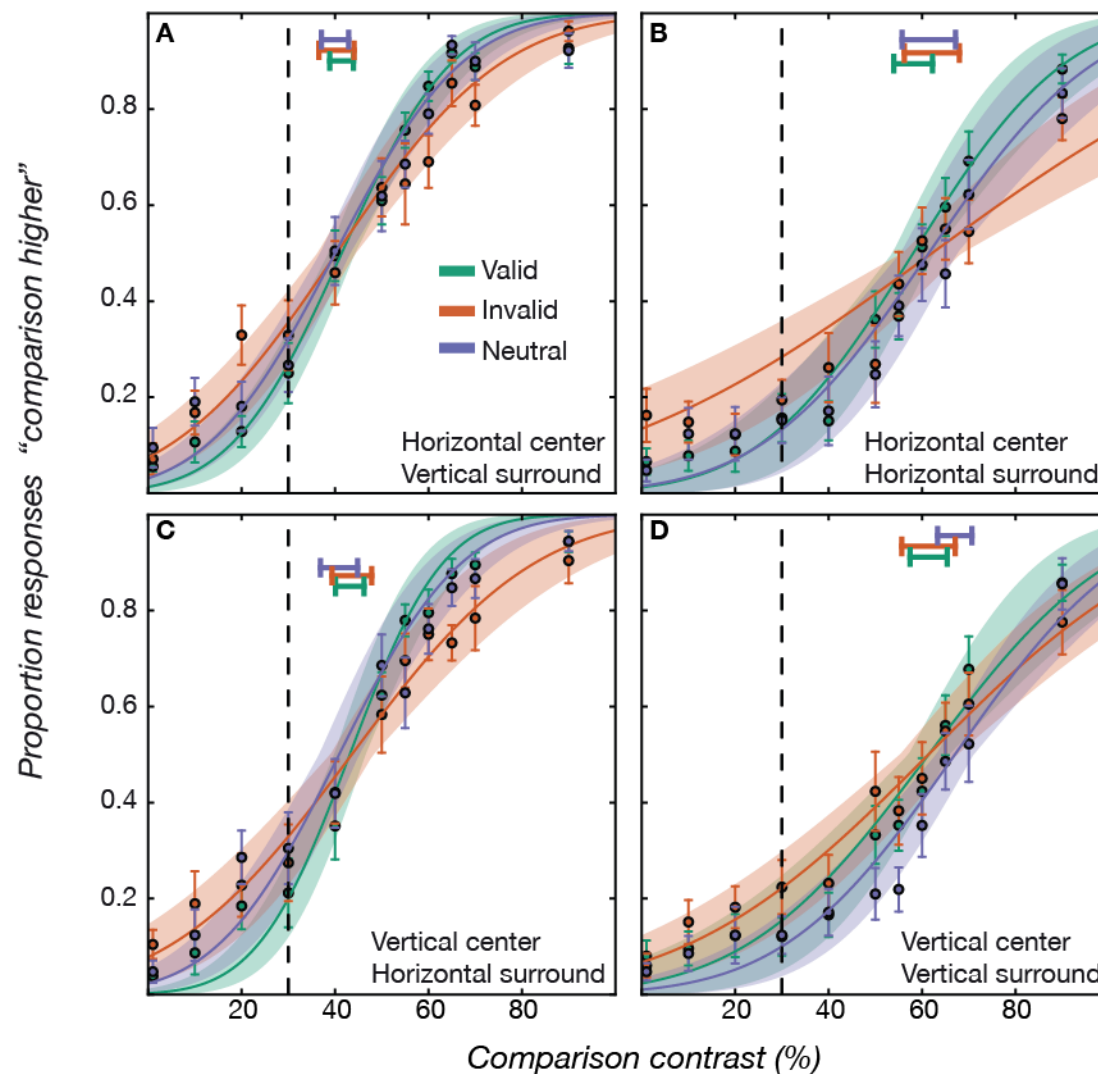 Proportion responses “comparison higher”
A
0.8
0.6
0.4
0.2
Valid
Invalid
Neutral
Horizontal center
Vertical surround
B
Horizontal center
Horizontal surround
C
0.8
0.6
0.4
0.2
20
40
60
80
Vertical center
Horizontal surround
D
20
40
60
80
Vertical center
Vertical surround
Comparison contrast (%)